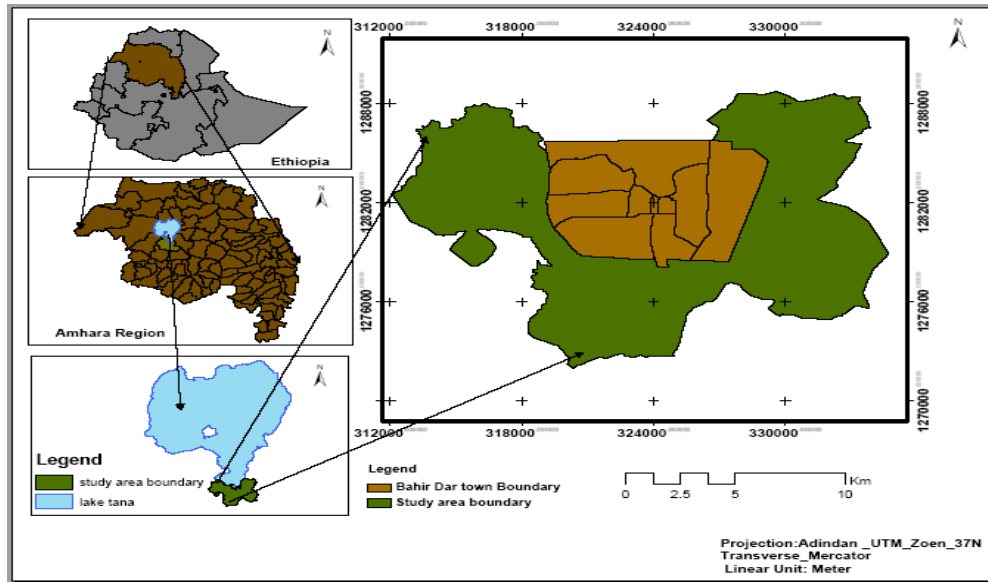 N
Ethiopia
N
Amhara Region
N
Legend
study area boundary
lake tana
312000 318000 324000 330000
N
1288000 1288000
1282000 1282000
1276000 1276000
1270000 1270000
312000 318000 324000 330000
Legend
Bahir Dar town Boundary
Study area boundary
0 2.5 5 10 Km
Projection:Adindan _UTM_Zoen_37N
Transverse_Mercator
Linear Unit: Meter